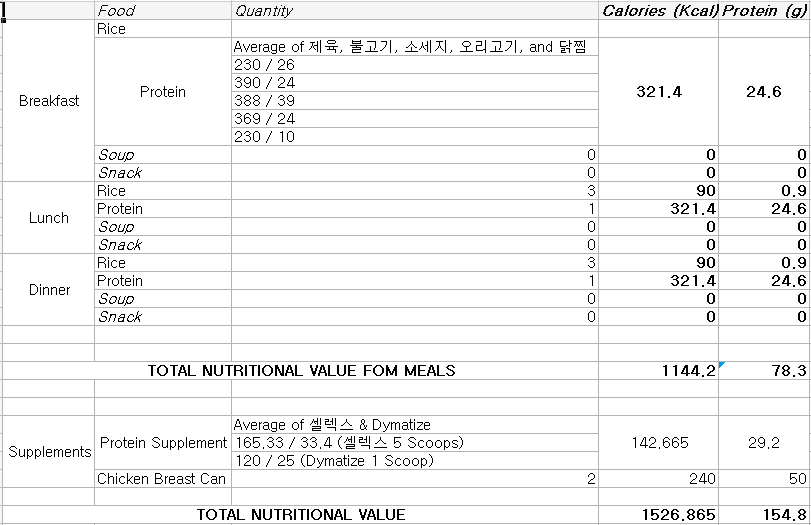 Food Quantity Calories (Kcal) Protein (g)
Rice
Breakfast Protein Average of 제육, 불고기, 소세지, 오리고기, and 닭찜 321.4 24.6
230 / 26
390 / 24
388 / 39
369 / 24
230 / 10
Soup 0 0 0
Snack 0 0 0
Lunch Rice 3 90 0.9
Protein 1 321.4 24.6
Soup 0 0 0
Snack 0 0 0
Dinner Rice 3 90 0.9
Protein 1 321.4 24.6
Soup 0 0 0
Snack 0 0 0
TOTAL NUTRITIONAL VALUE FOM MEALS 1144.2 78.3
Supplements Protein Supplement Average of 셀렉스 & Dymatize 142.665 29.2
165.33 / 33.4 (셀렉스 5 Scoops)
120 / 25 (Dymatize 1 Scoop)
Chicken Breast Can 2 240 50
TOTAL NUTRITIONAL VALUE 1526.865 154.8